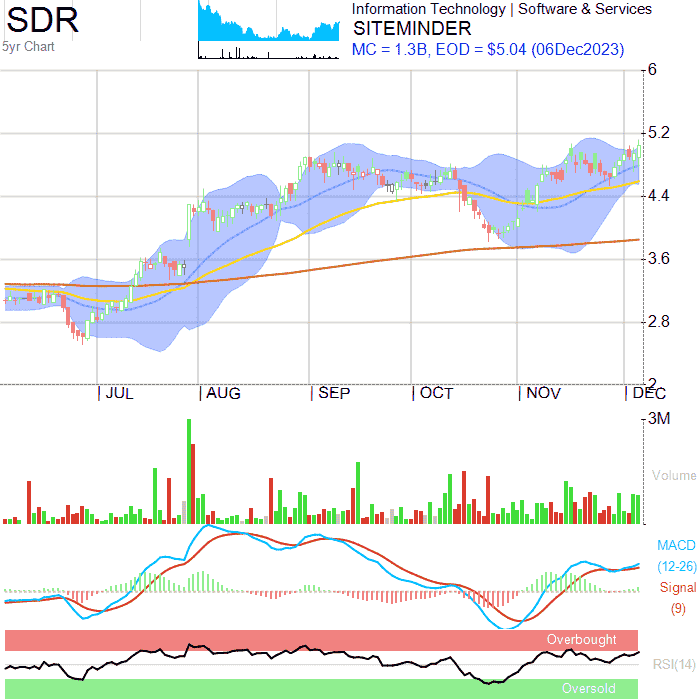 SDR
5yr Chart
Information Technology | Software & Services
SITEMINDER
MC = 1.3B, EOD = $5.04 (06Dec2023)
6
5.2
4.4
3.6
2.8
2
JUL AUG SEP OCT NOV DEC
3M
Volume
MACD
(12-26)
Signal
(9)
Overbought
RSI(14)
Oversold